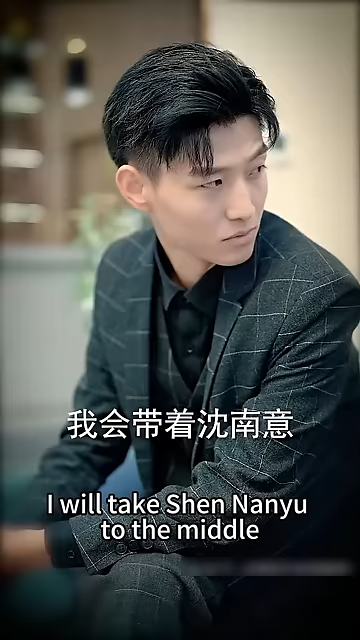 我会带着沈南意
I will take Shen Nanyu
to the middle